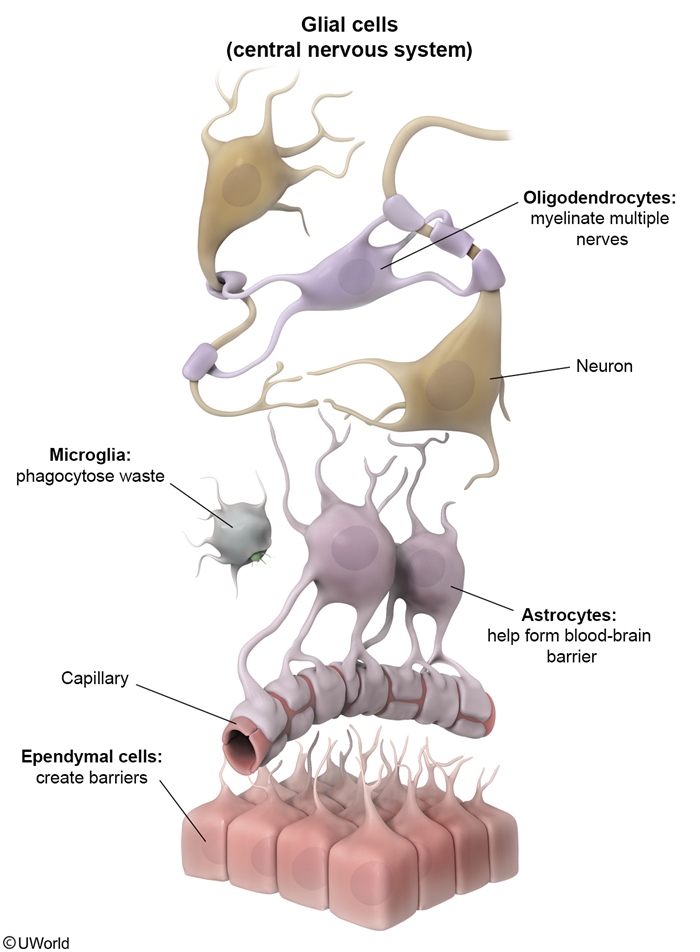 Glial cells
(central nervous system)
Oligodendrocytes:
myelinate multiple
nerves
Neuron
Microglia:
phagocytose waste
Astrocytes:
help form blood-brain
barrier
Capillary
Ependymal cells:
create barriers
©UWorld